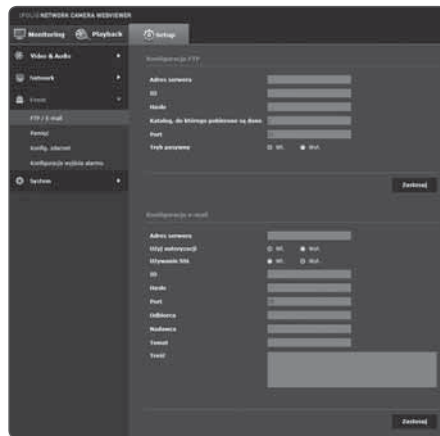 iPOLiS NETWORK CAMERA WEBVIEWER
Monitoring
Playback
Setup
Video & Audio
Network
Event
FTP / E-mail
Pamięć
Konfig. zdarzeń
Konfiguracja wyjścia alarmu
System
Konfiguracja FTP
Adres serwera
ID
Hasło
Katalog, do którego pobierane są dane
Port
Tryb pasywny
Wł.
Wył.
Zastosuj
Konfiguracja e-mail
Adres serwera
Użyj autoryzacji
Wł.
Wył.
Używanie SSL
Wł.
Wył.
ID
Hasło
Port
Odbiorca
Nadawca
Temat
Treść
Zastosuj